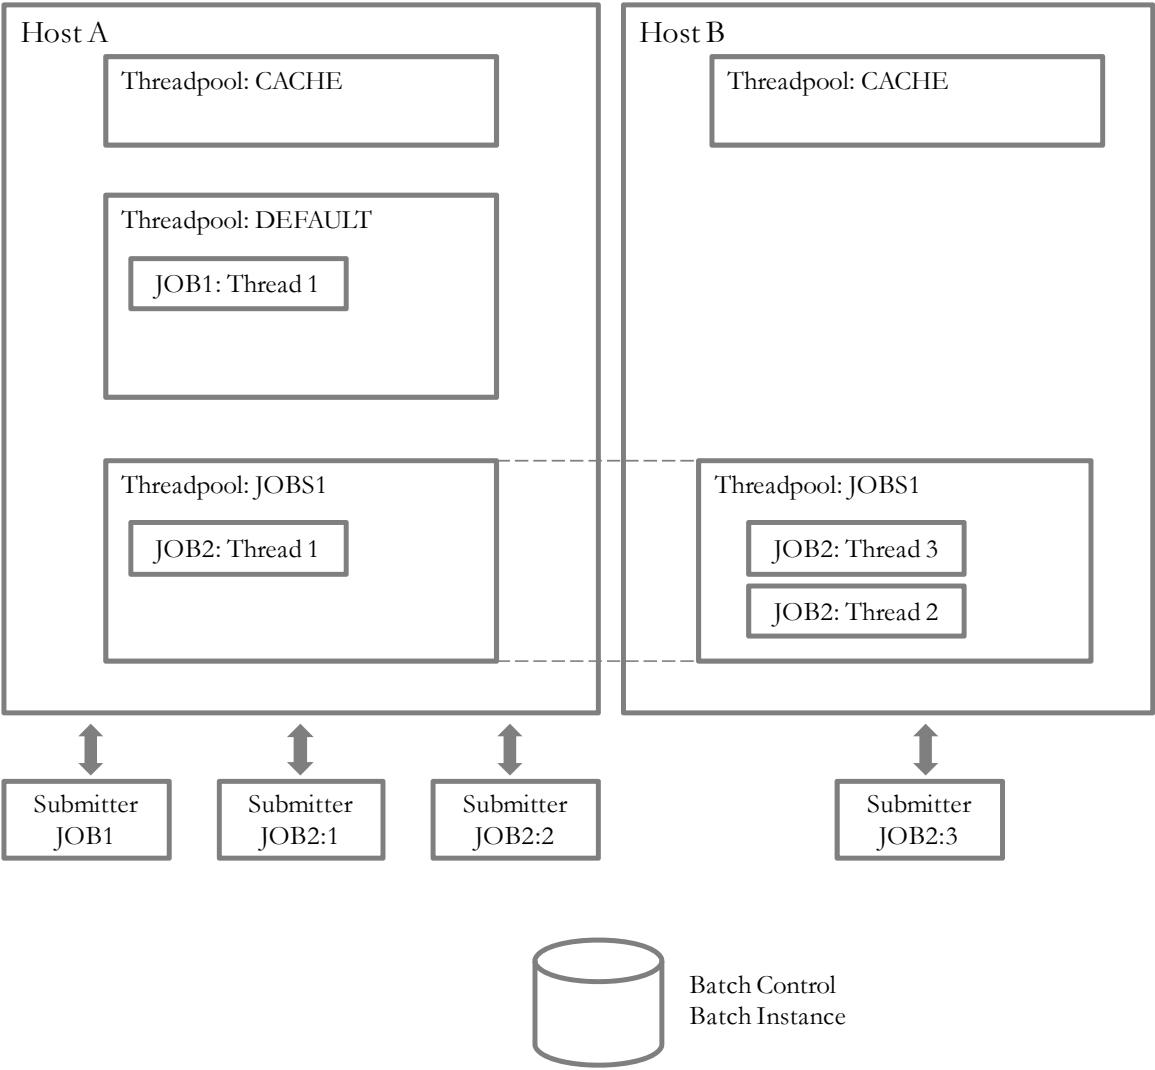 Host A
Threadpool: CACHE
Threadpool: DEFAULT
JOB1: Thread 1
Threadpool: JOBS1
JOB2: Thread 1
Host B
Threadpool: CACHE
Threadpool: JOBS1
JOB2: Thread 3
JOB2: Thread 2
Submitter
JOB1
Submitter
JOB2:1
Submitter
JOB2:2
Submitter
JOB2:3
Batch Control
Batch Instance